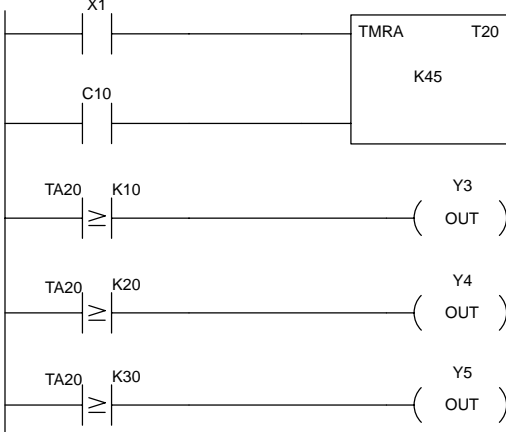 X1
TMRA T20
K45
C10
TA20 K10 Y3
≥ OUT
TA20 K20 Y4
≥ OUT
TA20 K30 Y5
≥ OUT